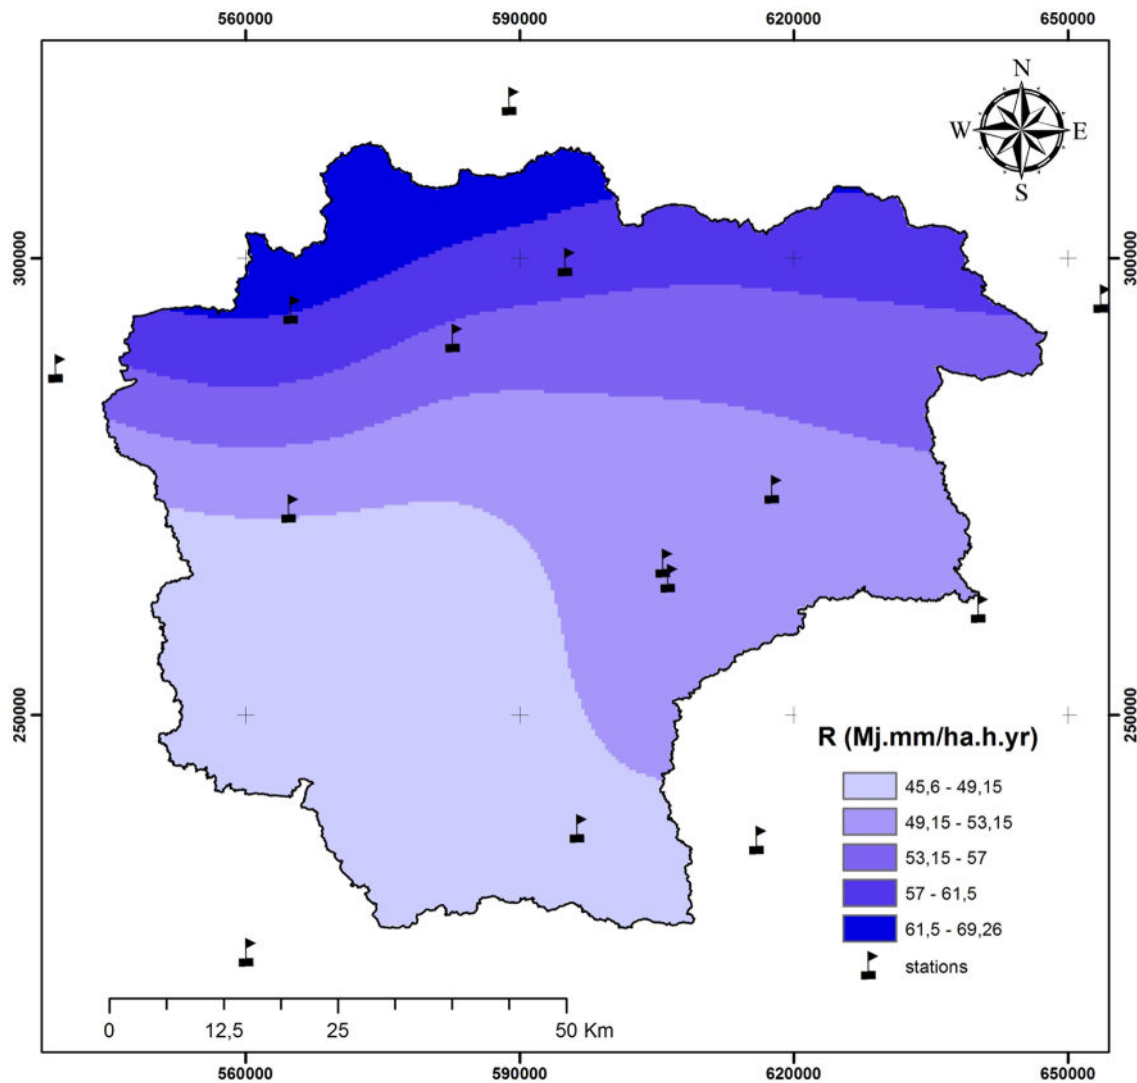 560000 590000 620000 650000
N
W E
S
300000 300000
250000 250000
R (Mj.mm/ha.h.yr)
45,6 - 49,15
49,15 - 53,15
53,15 - 57
57 - 61,5
61,5 - 69,26
stations
0 12,5 25 50 Km
560000 590000 620000 650000